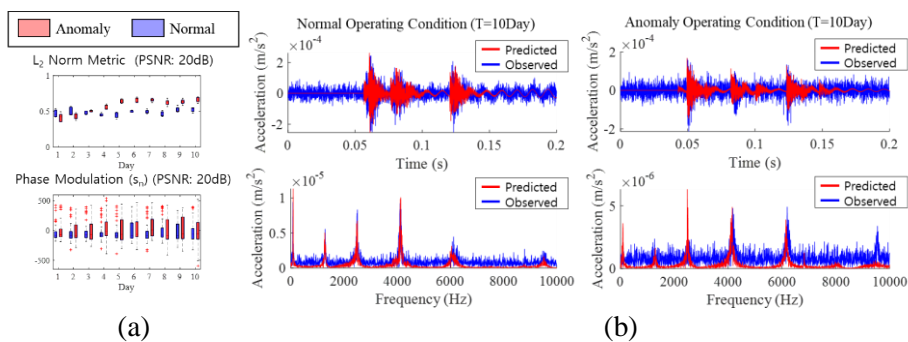 Anomaly Normal
L2 Norm Metric (PSNR: 20dB)
1
0.5
0
1 2 3 4 5 6 7 8 9 10
Day
Phase Modulation (sn) (PSNR: 20dB)
500
0
-500
1 2 3 4 5 6 7 8 9 10
Day
(a)
Normal Operating Condition (T=10Day)
×10-4
Acceleration (m/s2)
2
0
-2
Predicted
Observed
0 0.05 0.1 0.15 0.2
Time (s)
×10-5
Acceleration (m/s2)
1
0.5
0
Predicted
Observed
0 2000 4000 6000 8000 10000
Frequency (Hz)
Anomaly Operating Condition (T=10Day)
×10-4
Acceleration (m/s2)
2
0
-2
Predicted
Observed
0 0.05 0.1 0.15 0.2
Time (s)
×10-6
Acceleration (m/s2)
5
0
Predicted
Observed
0 2000 4000 6000 8000 10000
Frequency (Hz)
(b)